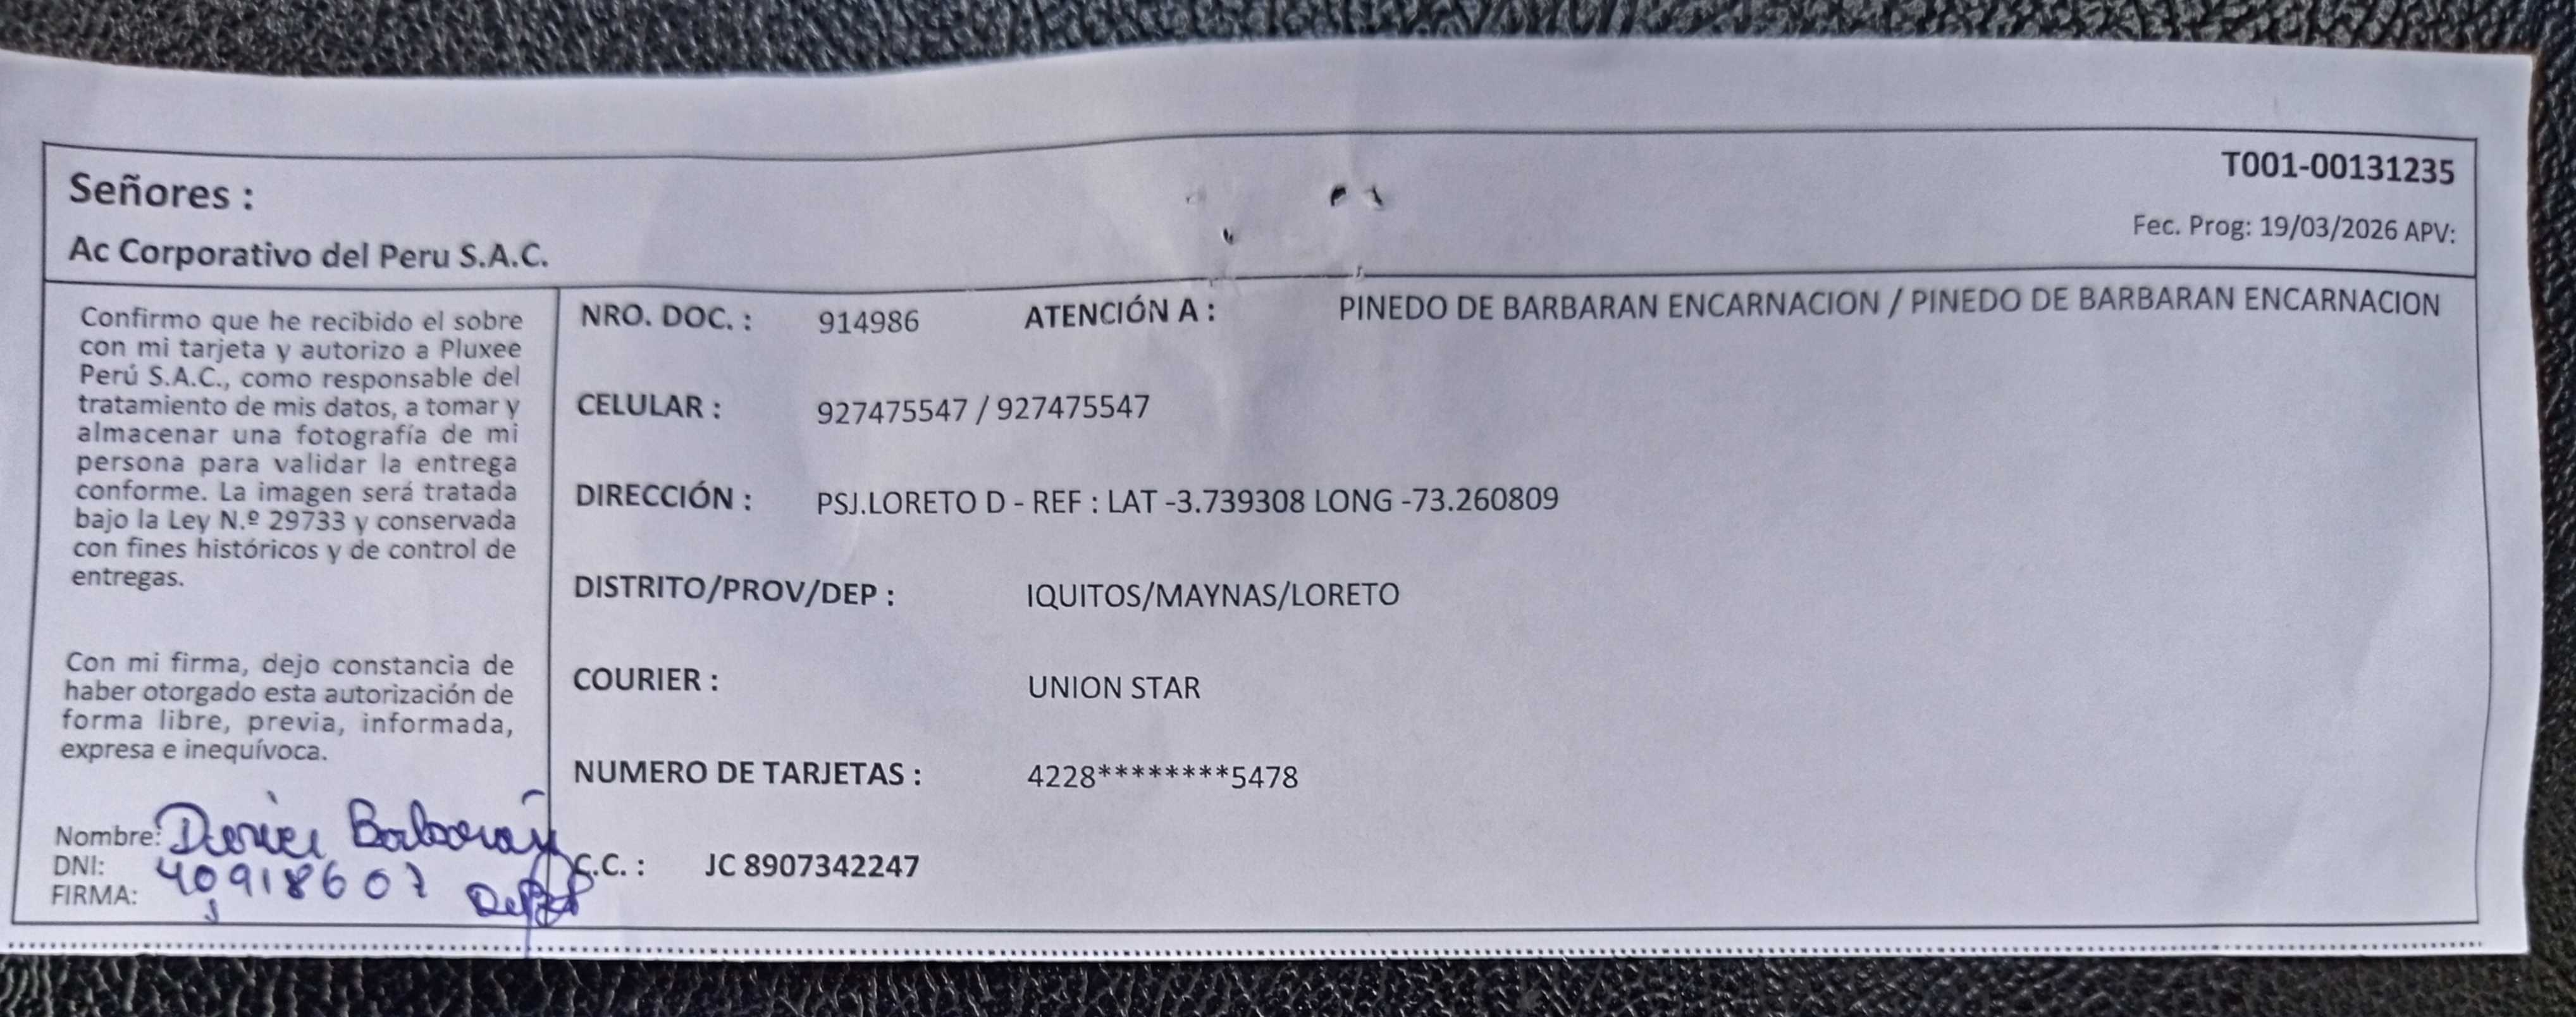 Señores :
Ac Corporativo del Peru S.A.C.
T001-00131235
Fec. Prog: 19/03/2026 APV:
Confirmo que he recibido el sobre
con mi tarjeta y autorizo a Pluxee
Perú S.A.C., como responsable del
tratamiento de mis datos, a tomar y
almacenar una fotografía de mi
persona para validar la entrega
conforme. La imagen será tratada
bajo la Ley N.º 29733 y conservada
con fines históricos y de control de
entregas.
Con mi firma, dejo constancia de
haber otorgado esta autorización de
forma libre, previa, informada,
expresa e inequívoca.
Nombre: Barbarán
DNI: 40918607
FIRMA:
NRO. DOC. : 914986 ATENCIÓN A : PINEDO DE BARBARAN ENCARNACION / PINEDO DE BARBARAN ENCARNACION
CELULAR : 927475547 / 927475547
DIRECCIÓN : PSJ.LORETO D - REF : LAT -3.739308 LONG -73.260809
DISTRITO/PROV/DEP : IQUITOS/MAYNAS/LORETO
COURIER : UNION STAR
NUMERO DE TARJETAS : 4228********5478
C.C. : JC 8907342247